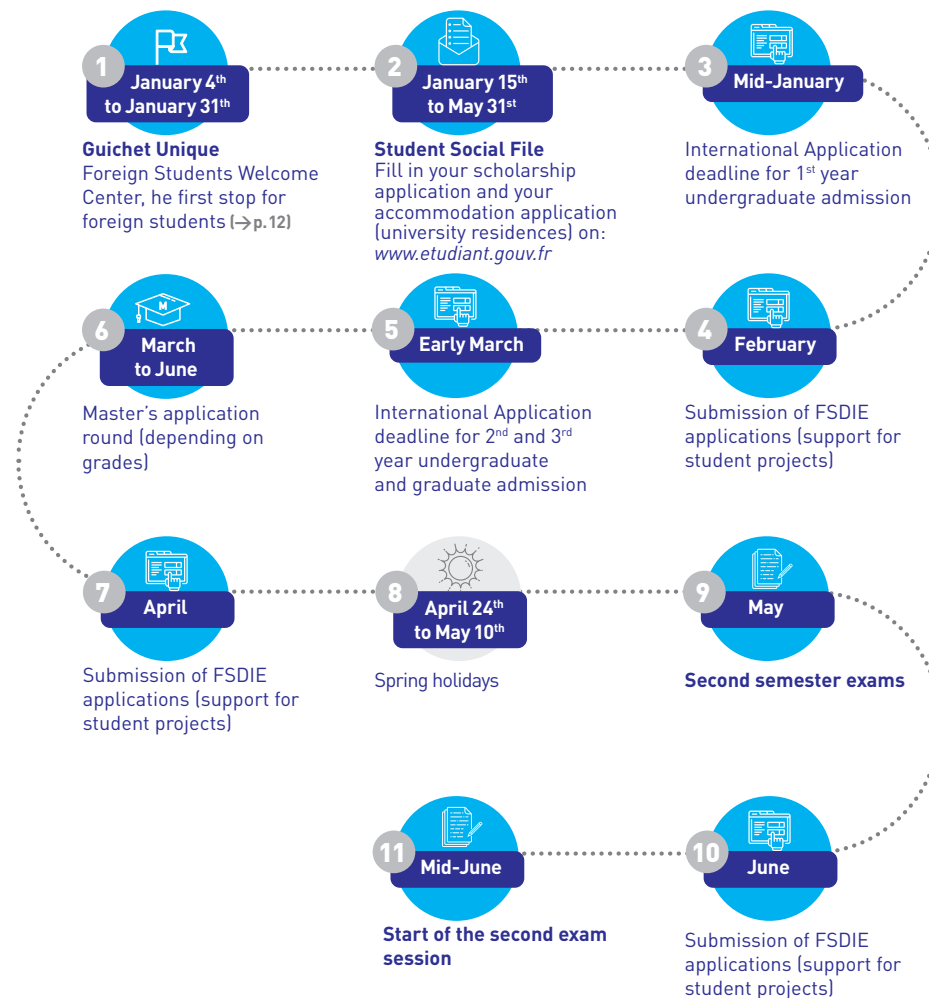 1
January 4th
to January 31th
Guichet Unique
Foreign Students Welcome
Center, he first stop for
foreign students (→p.12)
2
January 15th
to May 31st
Student Social File
Fill in your scholarship
application and your
accommodation application
(university residences) on:
www.etudiant.gouv.fr
3
Mid-January
International Application
deadline for 1st year
undergraduate admission
4
February
Submission of FSDIE
applications (support for
student projects)
5
Early March
International Application
deadline for 2nd and 3rd
year undergraduate
and graduate admission
6
M
March
to June
Master's application
round (depending on
grades)
7
April
Submission of FSDIE
applications (support for
student projects)
8
April 24th
to May 10th
Spring holidays
9
May
Second semester exams
10
June
Submission of FSDIE
applications (support for
student projects)
11
Mid-June
Start of the second exam
session